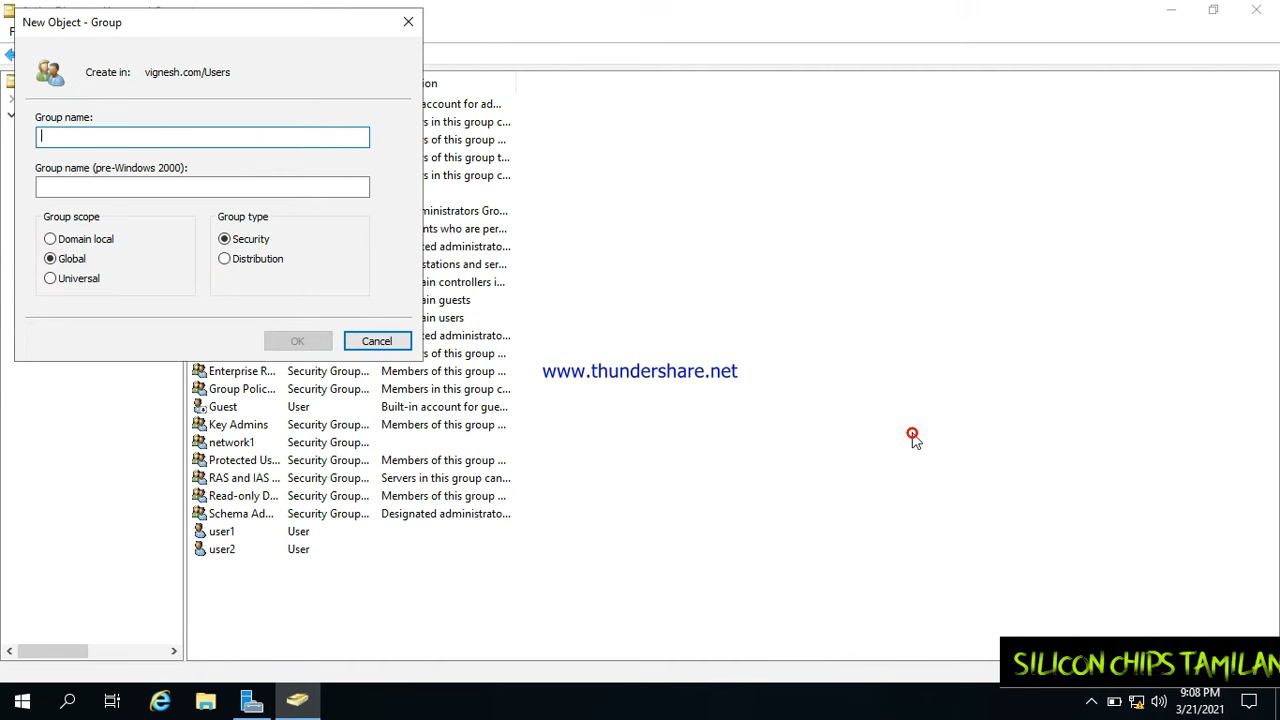 New Object - Group
Create in: vignesh.com/Users
Group name:
Group name (pre-Windows 2000):
Group scope
Domain local
Global
Universal
Group type
Security
Distribution
OK
Cancel
account for ad...
s in this group c...
s of this group ...
s of this group t...
s in this group c...
ministrators Gro...
nts who are per...
ated administrato...
stations and ser...
ain controllers i...
ain guests
ain users
ated administrato...
s of this group ...
Enterprise R... Security Group... Members of this group ...
Group Polic... Security Group... Members in this group c...
Guest User Built-in account for gue...
Key Admins Security Group... Members of this group ...
network1 Security Group...
Protected Us... Security Group... Members of this group ...
RAS and IAS ... Security Group... Servers in this group can...
Read-only D... Security Group... Members of this group ...
Schema Ad... Security Group... Designated administrato...
user1 User
user2 User
www.thundershare.net
SILICON CHIPS TAMILAN
9:08 PM
3/21/2021